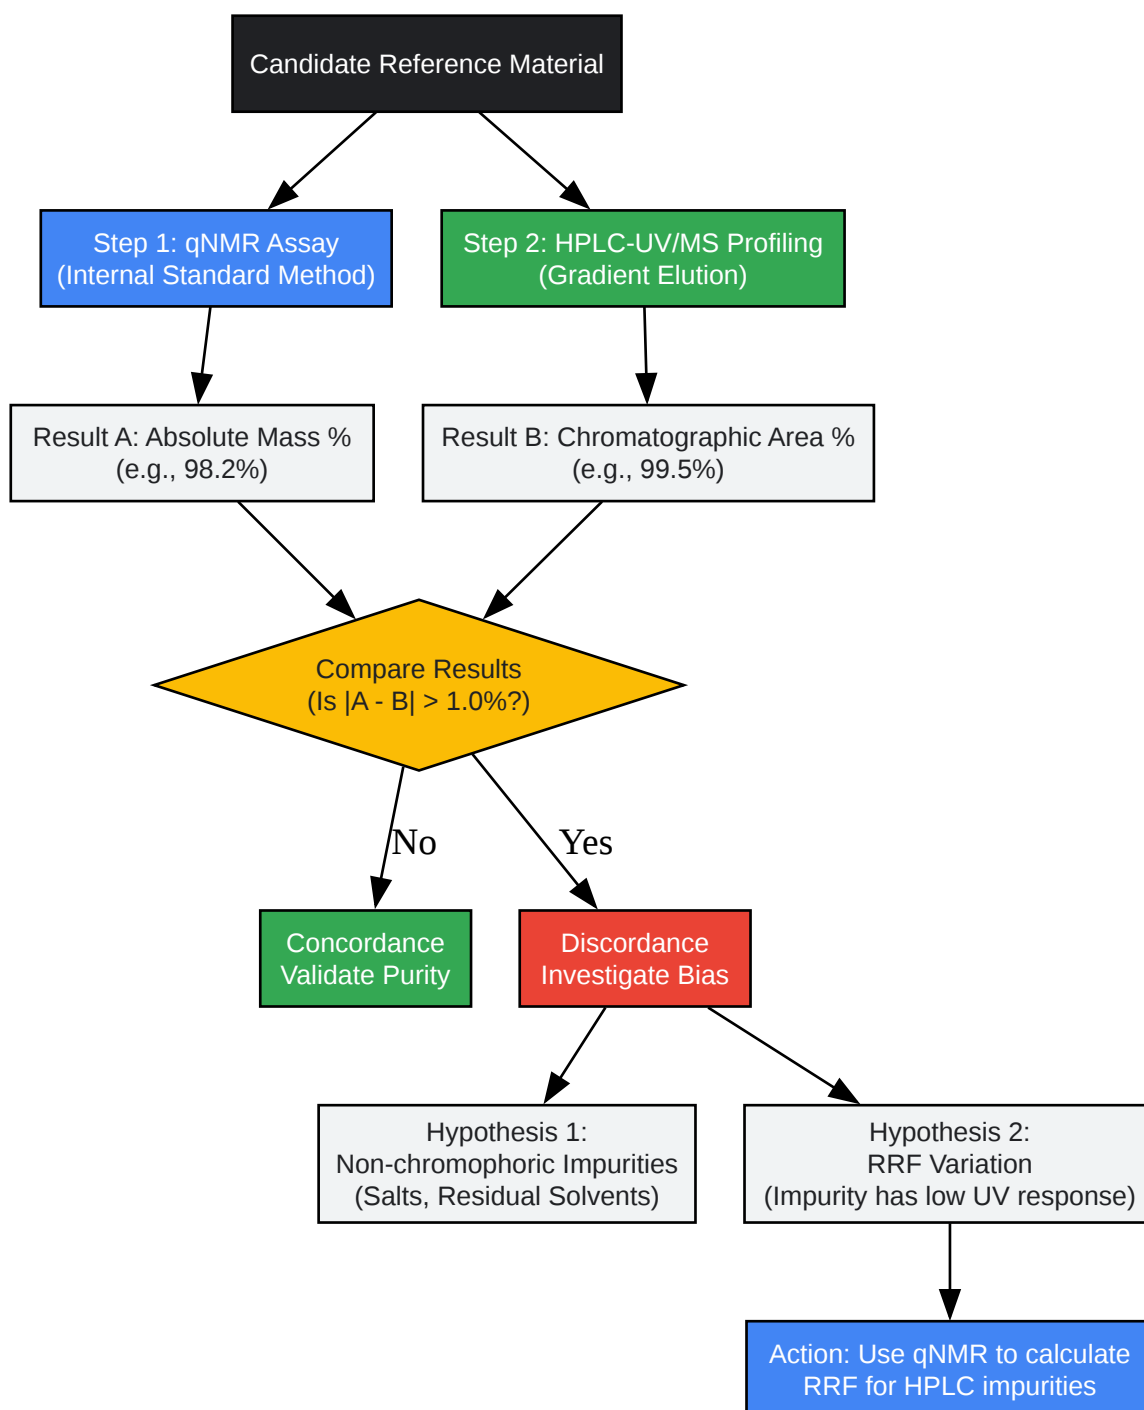 Candidate Reference Material
Step 1: qNMR Assay
(Internal Standard Method)
Step 2: HPLC-UV/MS Profiling
(Gradient Elution)
Result A: Absolute Mass %
(e.g., 98.2%)
Result B: Chromatographic Area %
(e.g., 99.5%)
Compare Results
(Is |A - B| > 1.0%?)
No
Yes
Concordance
Validate Purity
Discordance
Investigate Bias
Hypothesis 1:
Non-chromophoric Impurities
(Salts, Residual Solvents)
Hypothesis 2:
RRF Variation
(Impurity has low UV response)
Action: Use qNMR to calculate
RRF for HPLC impurities